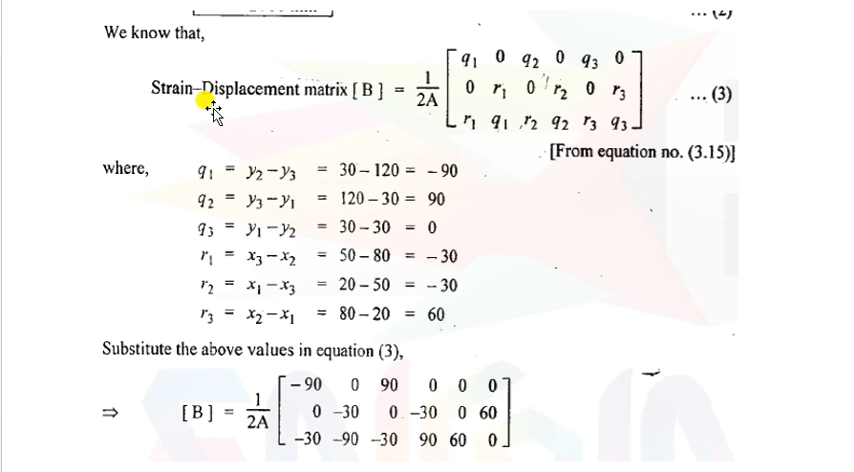 ... (2)
We know that,
Strain–Displacement matrix [ B ] = 1/2A [ q1 0 q2 0 q3 0
0 r1 0 r2 0 r3 ... (3)
r1 q1 r2 q2 r3 q3 ]
[From equation no. (3.15)]
where, q1 = y2 – y3 = 30 – 120 = – 90
q2 = y3 – y1 = 120 – 30 = 90
q3 = y1 – y2 = 30 – 30 = 0
r1 = x3 – x2 = 50 – 80 = – 30
r2 = x1 – x3 = 20 – 50 = – 30
r3 = x2 – x1 = 80 – 20 = 60
Substitute the above values in equation (3),
⇒ [ B ] = 1/2A [ – 90 0 90 0 0 0
0 –30 0 –30 0 60
–30 –90 –30 90 60 0 ]